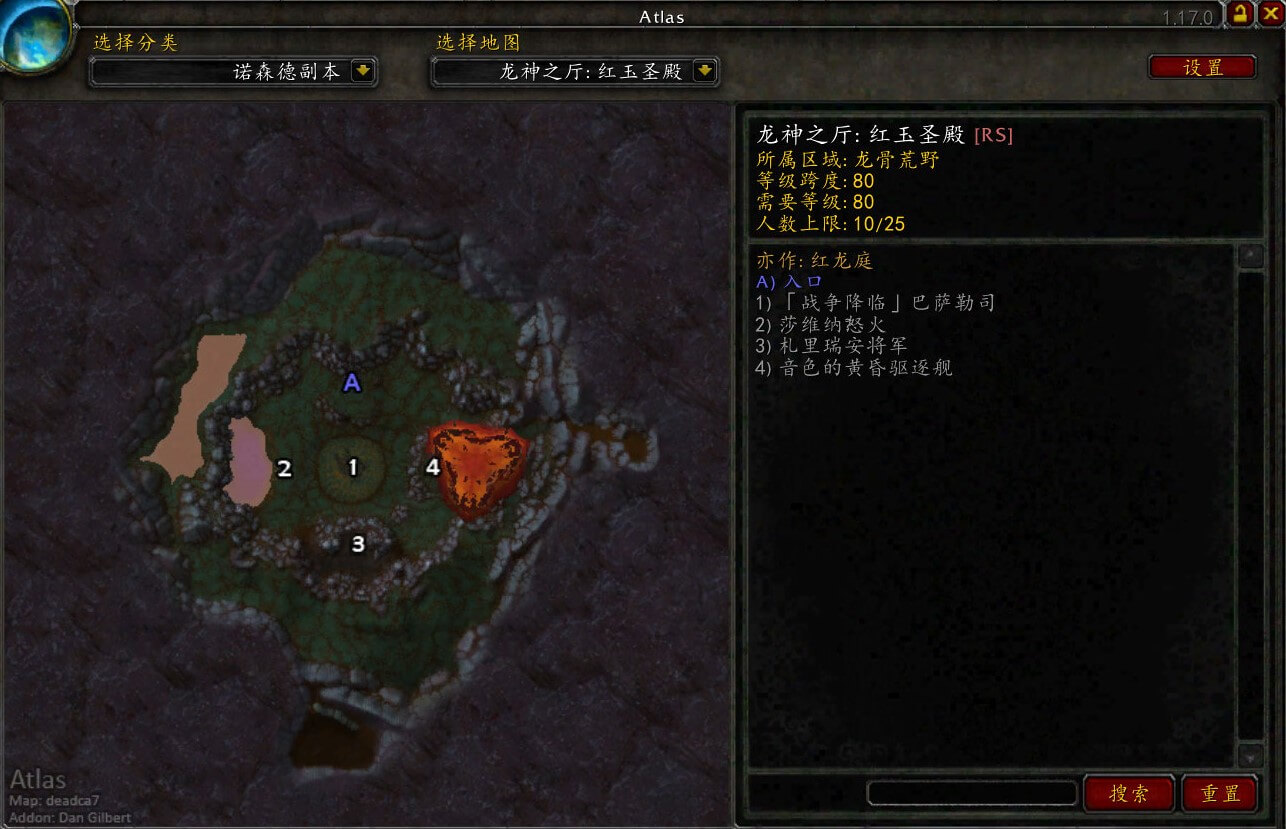 Atlas
1.17.0
选择分类
选择地图
诺森德副本
龙神之厅: 红玉圣殿
设置
龙神之厅: 红玉圣殿 [RS]
所属区域: 龙骨荒野
等级跨度: 80
需要等级: 80
人数上限: 10/25
亦作: 红龙庭
A) 入口
1) 「战争降临」巴萨勒司
2) 莎维纳怒火
3) 札里瑞安将军
4) 音色的黄昏驱逐舰
A
2
1
4
3
Atlas
Map: deadca7
Addon: Dan Gilbert
搜索
重置